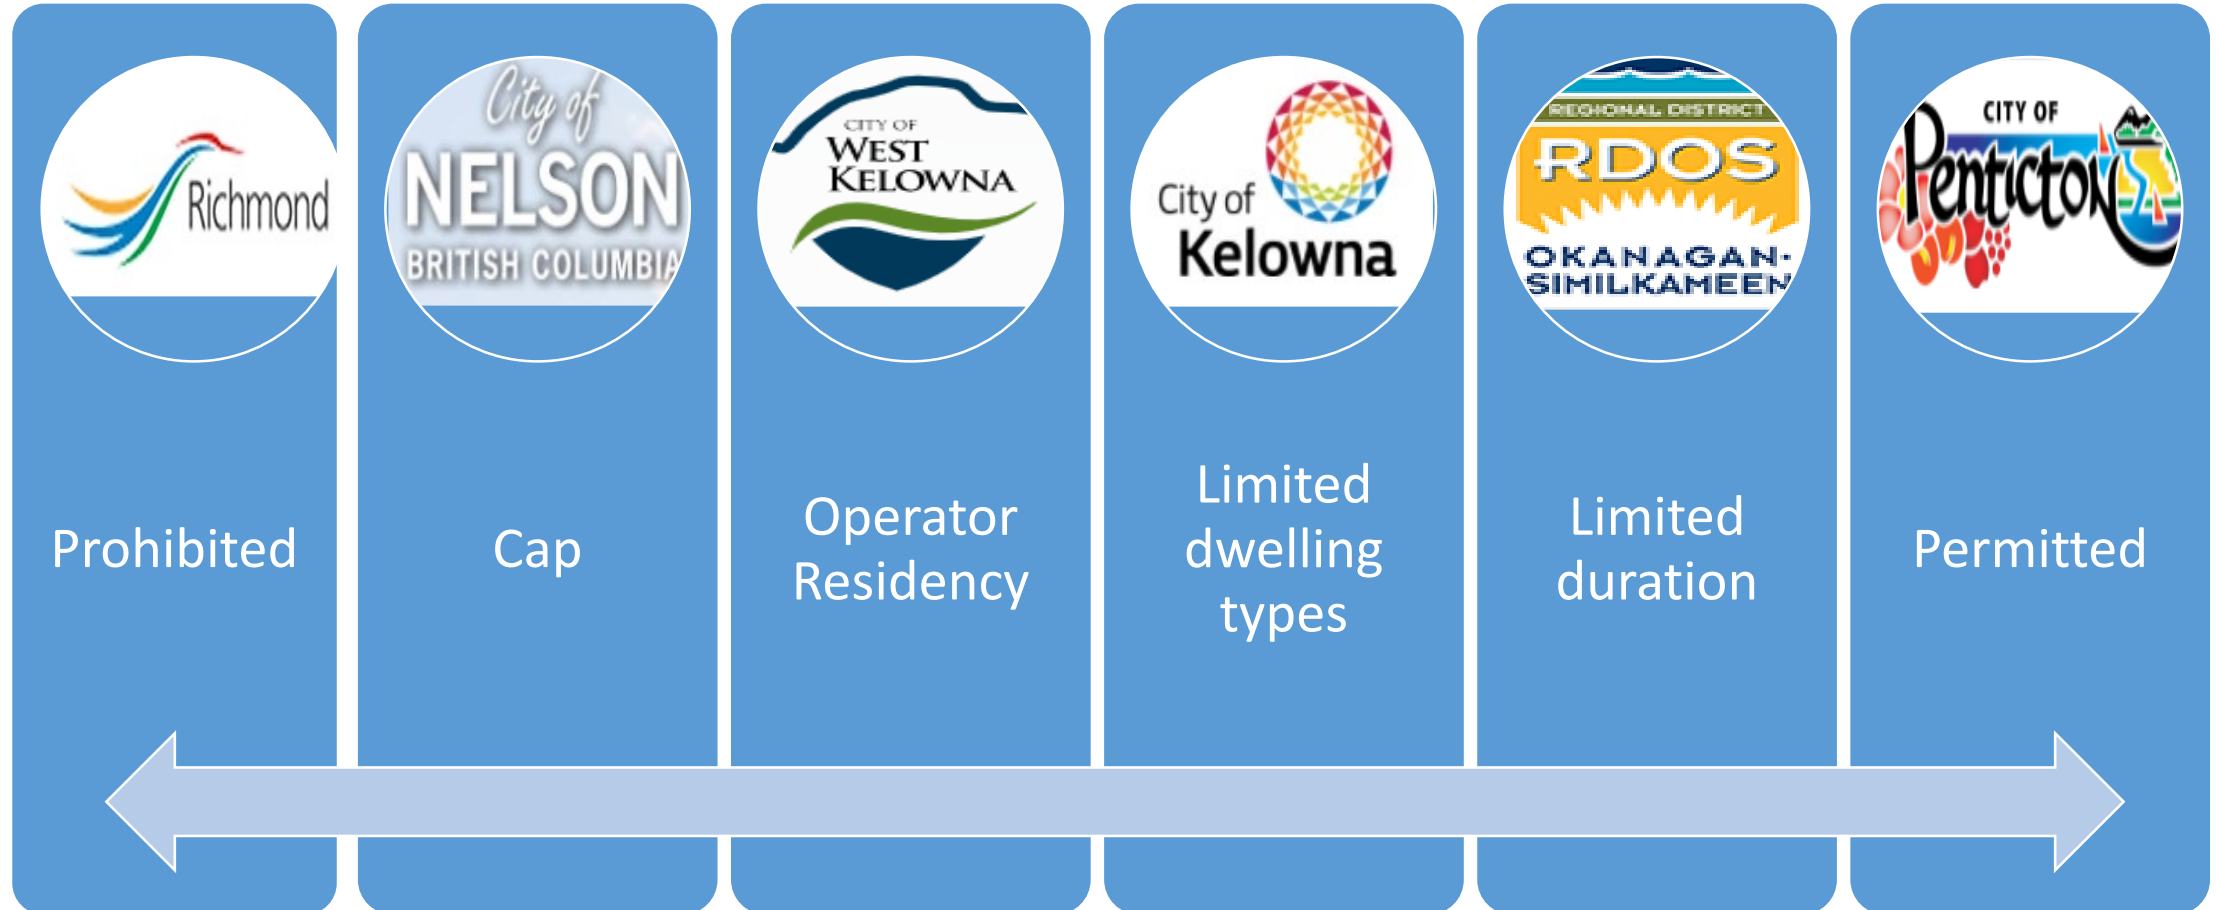 Richmond
City of
NELSON
BRITISH COLUMBIA
CITY OF
WEST
KELOWNA
City of
Kelowna
REGIONAL DISTRICT
RDOS
OKANAGAN-
SIMILKAMEEN
CITY OF
Penticton
Prohibited
Cap
Operator
Residency
Limited
dwelling
types
Limited
duration
Permitted